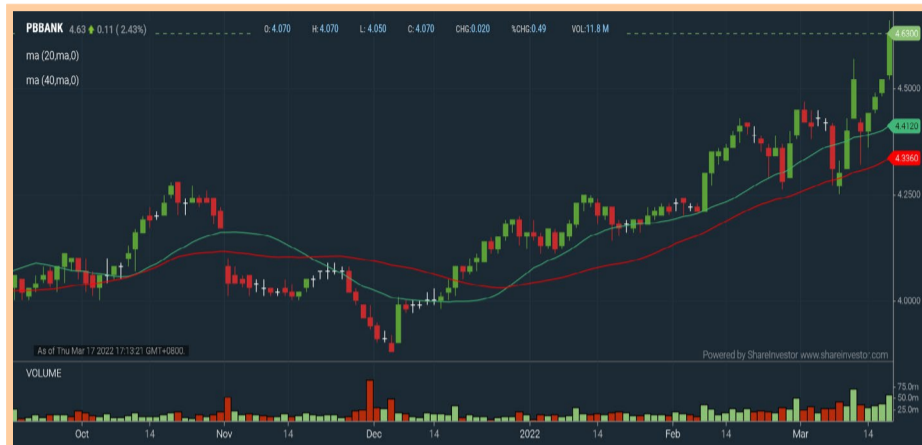 PBBANK 4.63 0.11 ( 2.43%) O: 4.070 H: 4.070 L: 4.050 C: 4.070 CHG:0.020 %CHG:0.49 VOL:11.8 M
4.6300
ma (20,ma,0)
ma (40,ma,0)
4.5000
4.4120
4.3360
4.2500
4.0000
As of Thu Mar 17 2022 17:13:21 GMT+0800.
Powered by ShareInvestor www.shareinvestor.com
VOLUME
75.0m
50.0m
25.0m
Oct 14 Nov 14 Dec 14 2022 14 Feb 14 Mar 14